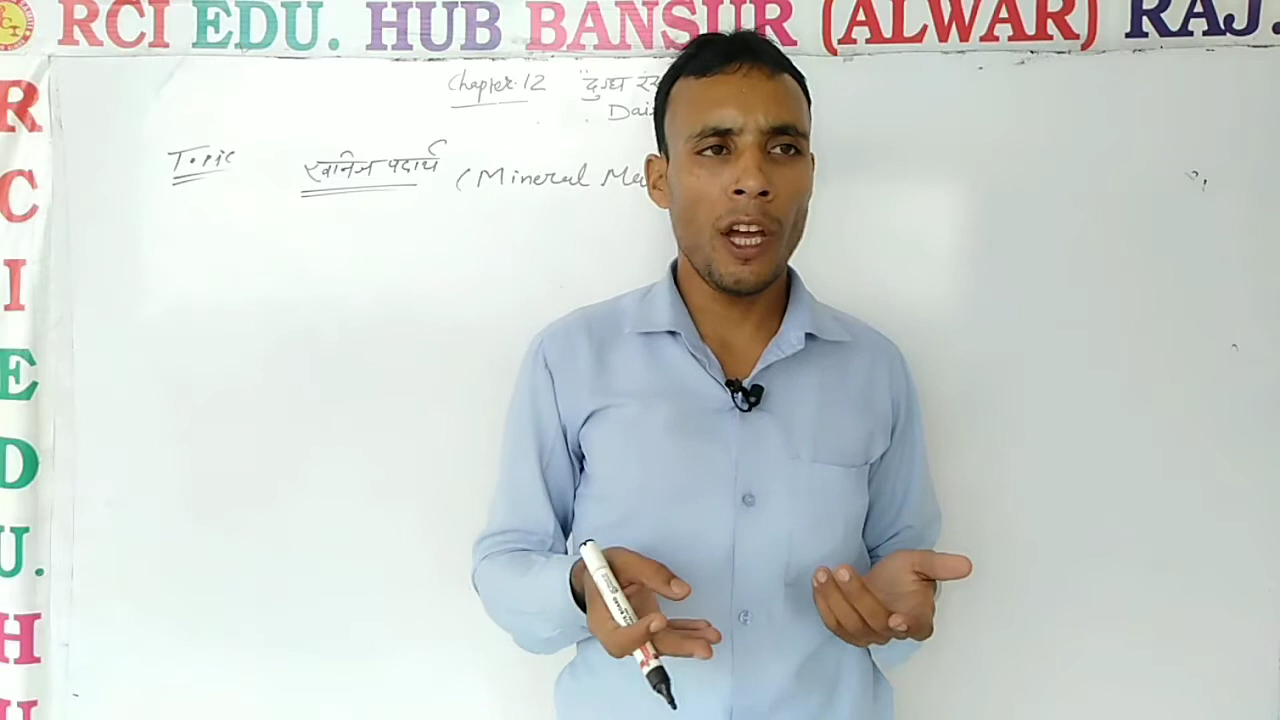 RCI EDU. HUB BANSUR (ALWAR) RAJ.
R
C
I
E
D
U.
H
U
Chapter. 12 "दुग्ध
Topic खनिज पदार्थ (Mineral